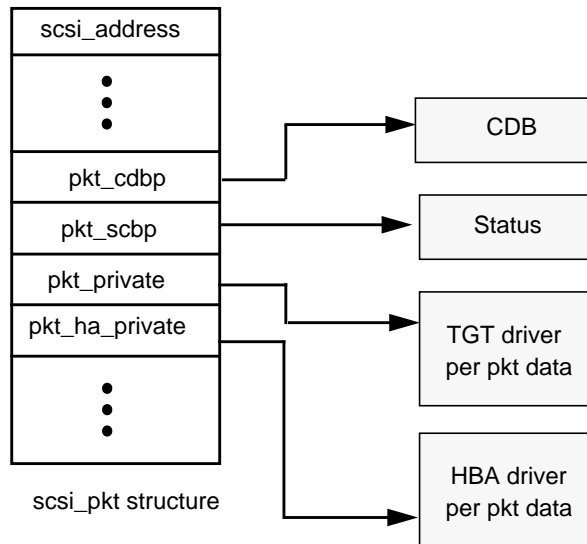 scsi_address
pkt_cdbp
pkt_scbp
pkt_private
pkt_ha_private
scsi_pkt structure
CDB
Status
TGT driver
per pkt data
HBA driver
per pkt data